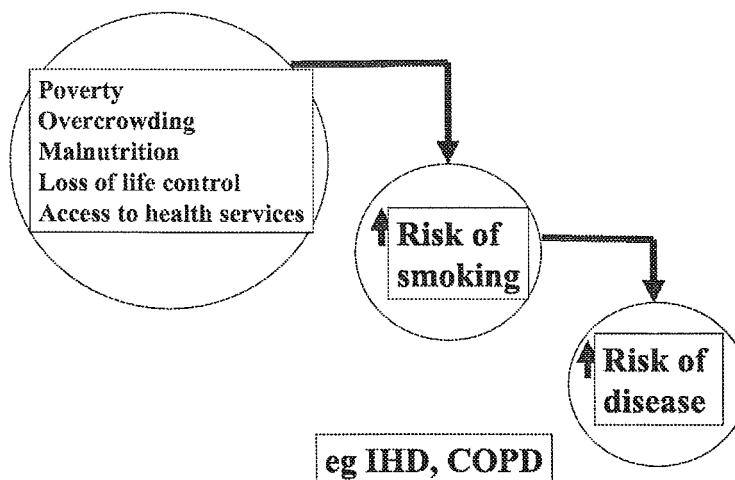 Poverty
Overcrowding
Malnutrition
Loss of life control
Access to health services
Risk of
smoking
Risk of
disease
eg IHD, COPD